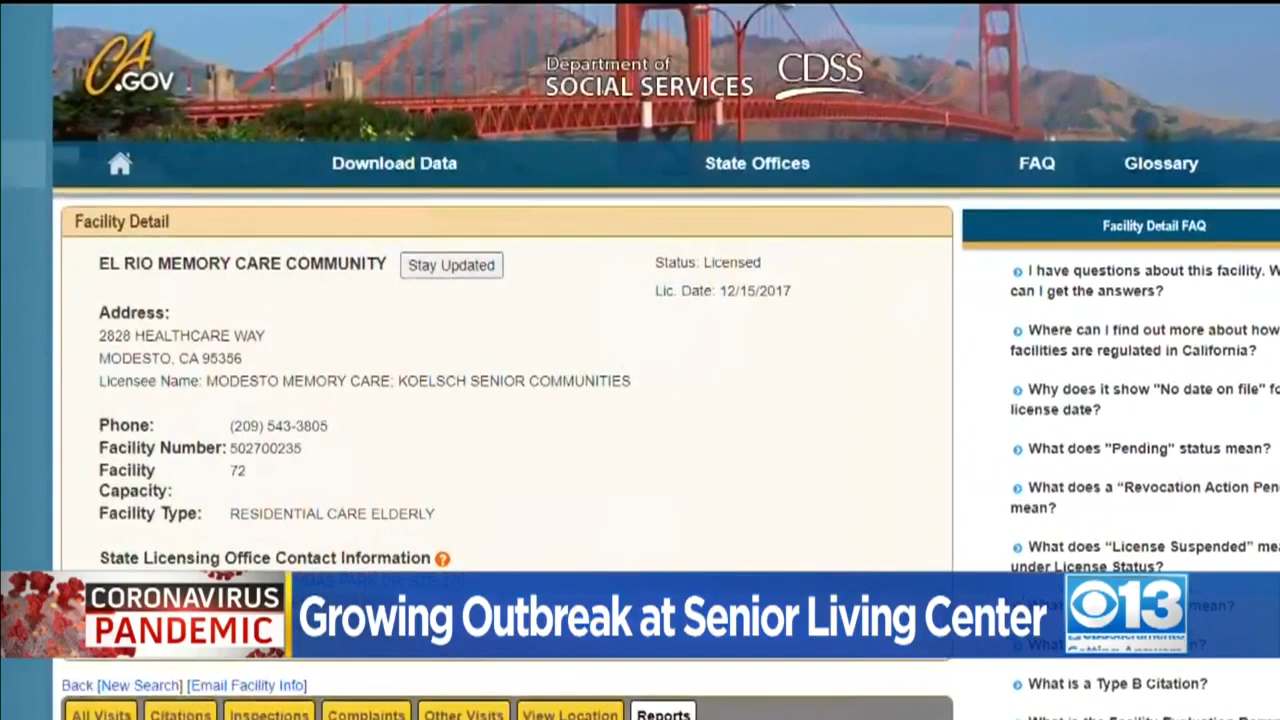 CA
.GOV
Department of
SOCIAL SERVICES
CDSS
Download Data
State Offices
FAQ
Glossary
Facility Detail
EL RIO MEMORY CARE COMMUNITY
Stay Updated
Status: Licensed
Lic. Date: 12/15/2017
Address:
2828 HEALTHCARE WAY
MODESTO, CA 95356
Licensee Name: MODESTO MEMORY CARE; KOELSCH SENIOR COMMUNITIES
Phone: (209) 543-3805
Facility Number: 502700235
Facility 72
Capacity:
Facility Type: RESIDENTIAL CARE ELDERLY
State Licensing Office Contact Information ?
Facility Detail FAQ
I have questions about this facility. W
can I get the answers?
Where can I find out more about how
facilities are regulated in California?
Why does it show "No date on file" fo
license date?
What does "Pending" status mean?
What does a "Revocation Action Pen
mean?
What does "License Suspended" mea
under License Status?
mean?
What
What is a Type B Citation?
CORONAVIRUS
PANDEMIC
Growing Outbreak at Senior Living Center
13
Back [New Search] [Email Facility Info]
All Visits
Citations
Inspections
Complaints
Other Visits
View Location
Reports